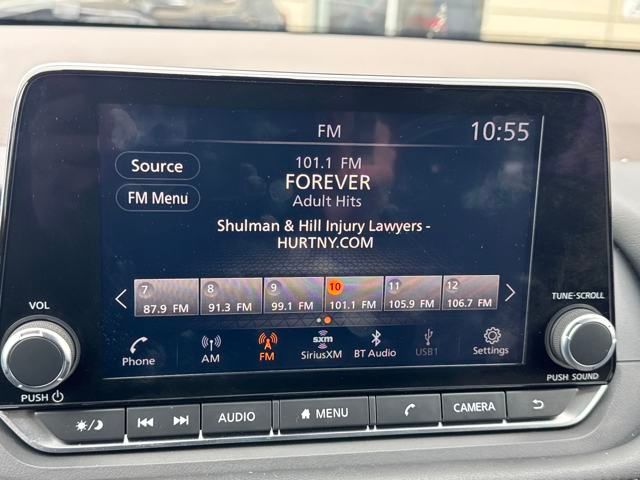 FM
10:55
Source
101.1 FM
FOREVER
FM Menu
Adult Hits
Shulman & Hill Injury Lawyers -
HURTNY.COM
7 8 9 10 11 12
87.9 FM 91.3 FM 99.1 FM 101.1 FM 105.9 FM 106.7 FM
VOL
TUNE·SCROLL
Phone AM FM sxm SiriusXM BT Audio USB1 Settings
PUSH
PUSH SOUND
AUDIO MENU CAMERA